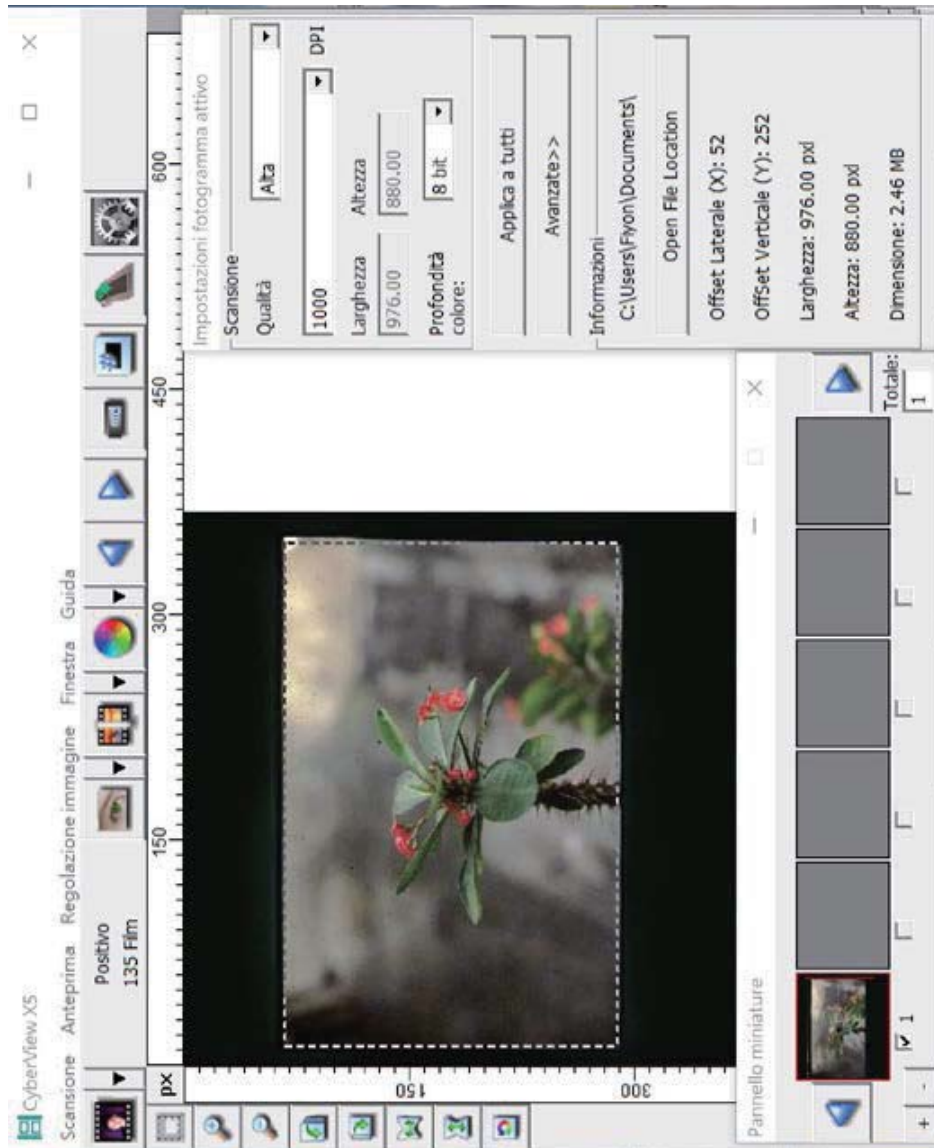 CyberView X5
Scansione Anteprima Regolazione immagine Finestra Guida
Positivo
135 Film
px
150
300
450
600
150
300
Impostazioni fotogramma attivo
Scansione
Qualità
Alta
1000
DPI
Larghezza
Altezza
976.00
880.00
Profondità
colore:
8 bit
Applica a tutti
Avanzate>>
Informazioni
C:\Users\Flyon\Documents\
Open File Location
Offset Laterale (X): 52
OffSet Verticale (Y): 252
Larghezza: 976.00 pxl
Altezza: 880.00 pxl
Dimensione: 2.46 MB
Pannello miniature
1
Totale:
1
+ -